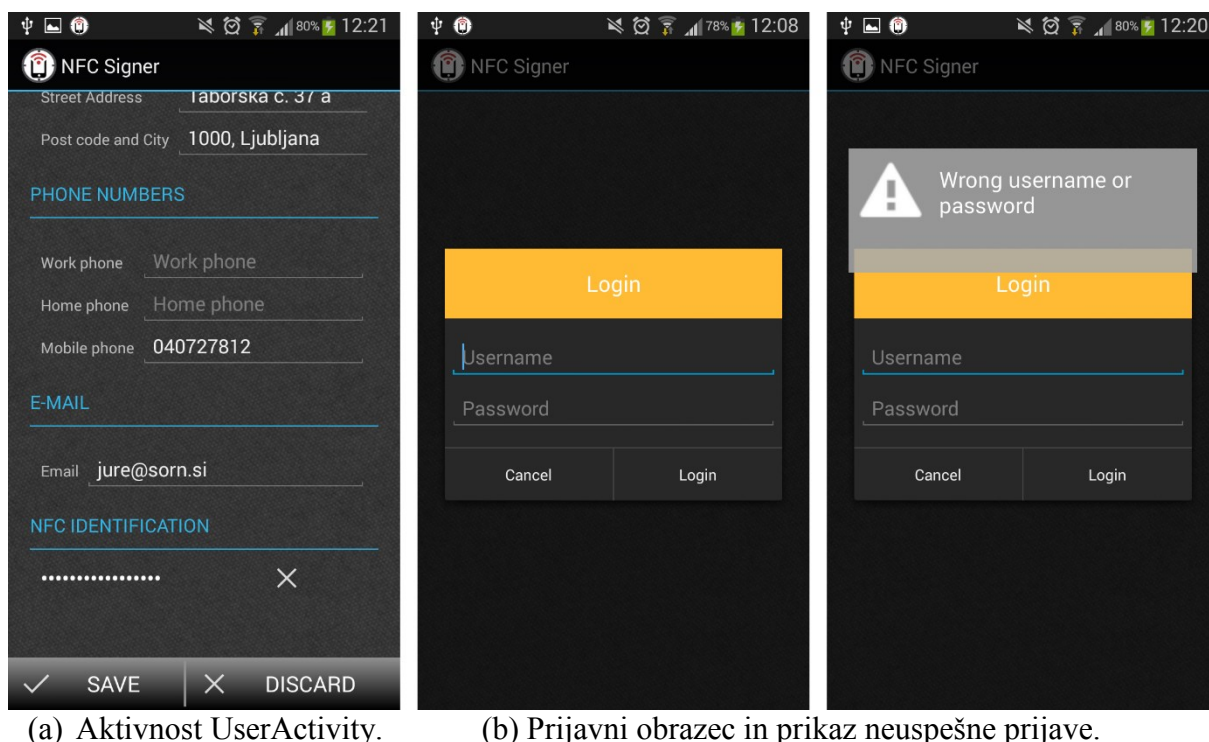 80% 12:21
NFC Signer
Street Address Taborska c. 37 a
Post code and City 1000, Ljubljana
PHONE NUMBERS
Work phone Work phone
Home phone Home phone
Mobile phone 040727812
E-MAIL
Email jure@sorn.si
NFC IDENTIFICATION
•••••••••••••••••
SAVE DISCARD
(a) Aktivnost UserActivity.
78% 12:08
NFC Signer
Login
Username
Password
Cancel Login
80% 12:20
NFC Signer
Wrong username or
password
Login
Username
Password
Cancel Login
(b) Prijavni obrazec in prikaz neuspešne prijave.